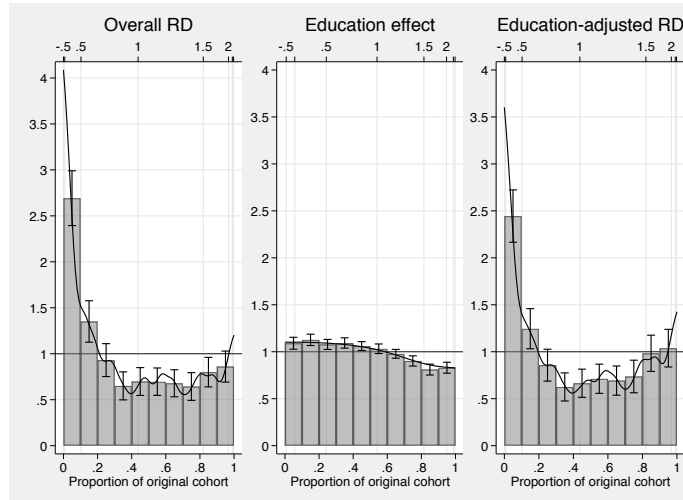 Overall RD
Education effect
Education-adjusted RD
-.5 .5 1 1.5 2
-.5 .5 1 1.5 2
-.5 .5 1 1.5 2
4
3.5
3
2.5
2
1.5
1
.5
0
4
3.5
3
2.5
2
1.5
1
.5
0
4
3.5
3
2.5
2
1.5
1
.5
0
0 .2 .4 .6 .8 1
0 .2 .4 .6 .8 1
0 .2 .4 .6 .8 1
Proportion of original cohort
Proportion of original cohort
Proportion of original cohort